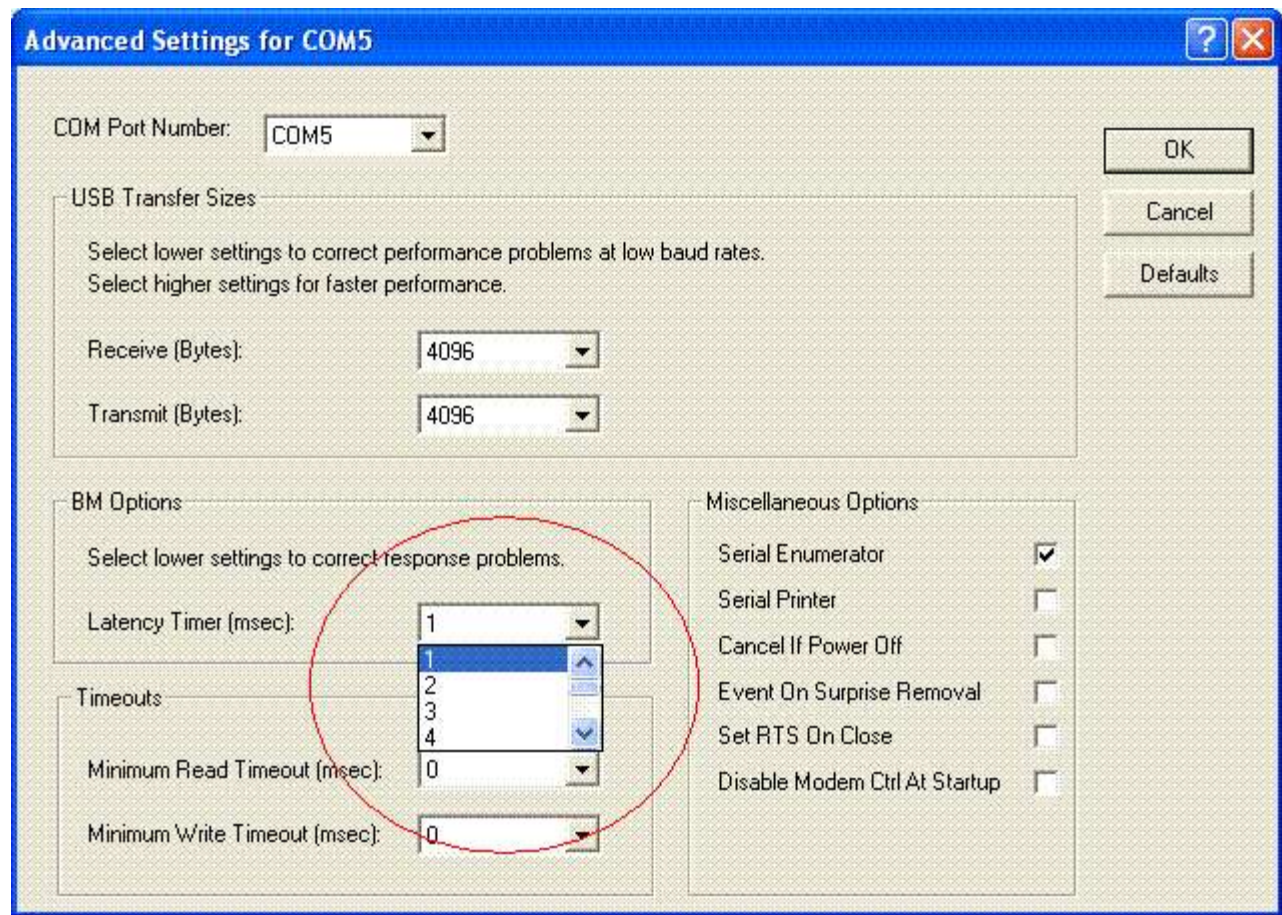 Advanced Settings for COM5
COM Port Number: COM5
OK
Cancel
Defaults
USB Transfer Sizes
Select lower settings to correct performance problems at low baud rates.
Select higher settings for faster performance.
Receive (Bytes): 4096
Transmit (Bytes): 4096
BM Options
Select lower settings to correct response problems.
Latency Timer (msec): 1
1
2
3
4
Timeouts
Minimum Read Timeout (msec): 0
Minimum Write Timeout (msec): 0
Miscellaneous Options
Serial Enumerator
Serial Printer
Cancel If Power Off
Event On Surprise Removal
Set RTS On Close
Disable Modem Ctrl At Startup